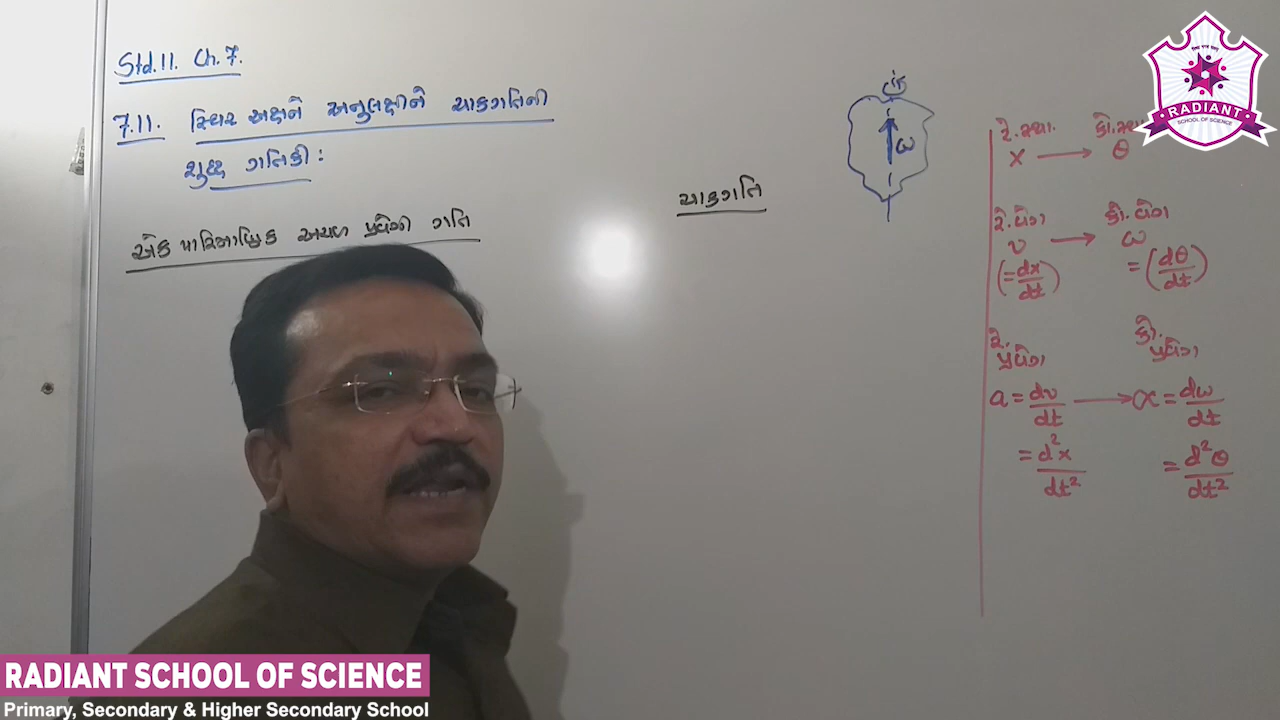 Std.11. Ch.7.
7.11. સ્થિર અક્ષને અનુલક્ષીને ચાકગતિની
શુદ્ધ ગતિકી :
એક પારિમાણિક અચળ પ્રવેગી ગતિ
ચાકગતિ
ω
રે.સ્થા. કો.સ્થા
x → θ
રે.વેગ કો.વેગ
v → ω
(= dx/dt) = (dθ/dt)
રે. પ્રવેગ કો. પ્રવેગ
a = dv/dt → α = dω/dt
= d²x/dt² = d²θ/dt²
RADIANT
SCHOOL OF SCIENCE
RADIANT SCHOOL OF SCIENCE
Primary, Secondary & Higher Secondary School